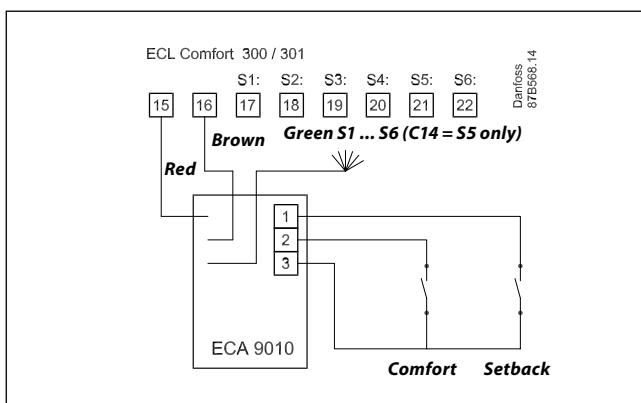 ECL Comfort 300 / 301
S1: S2: S3: S4: S5: S6:
15 16 17 18 19 20 21 22
Danfoss
87B568.14
Brown
Green S1 ... S6 (C14 = S5 only)
Red
1
2
3
ECA 9010
Comfort Setback